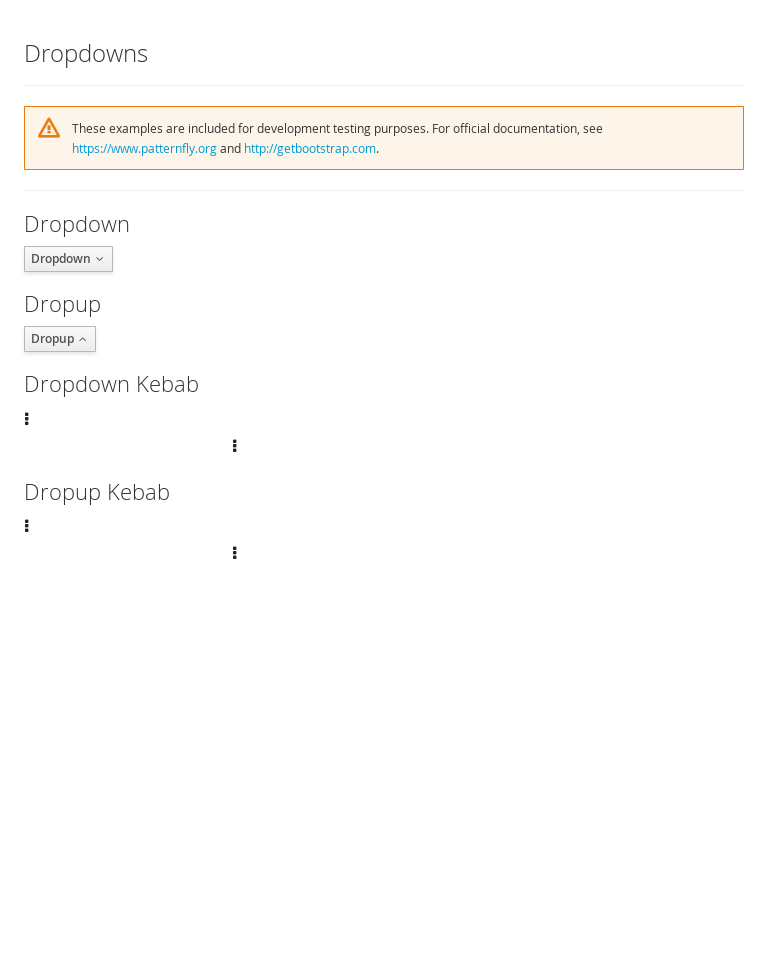 Dropdowns
These examples are included for development testing purposes. For official documentation, see
https://www.patternfly.org and http://getbootstrap.com.
Dropdown
Dropdown
Dropup
Dropup
Dropdown Kebab
Dropup Kebab